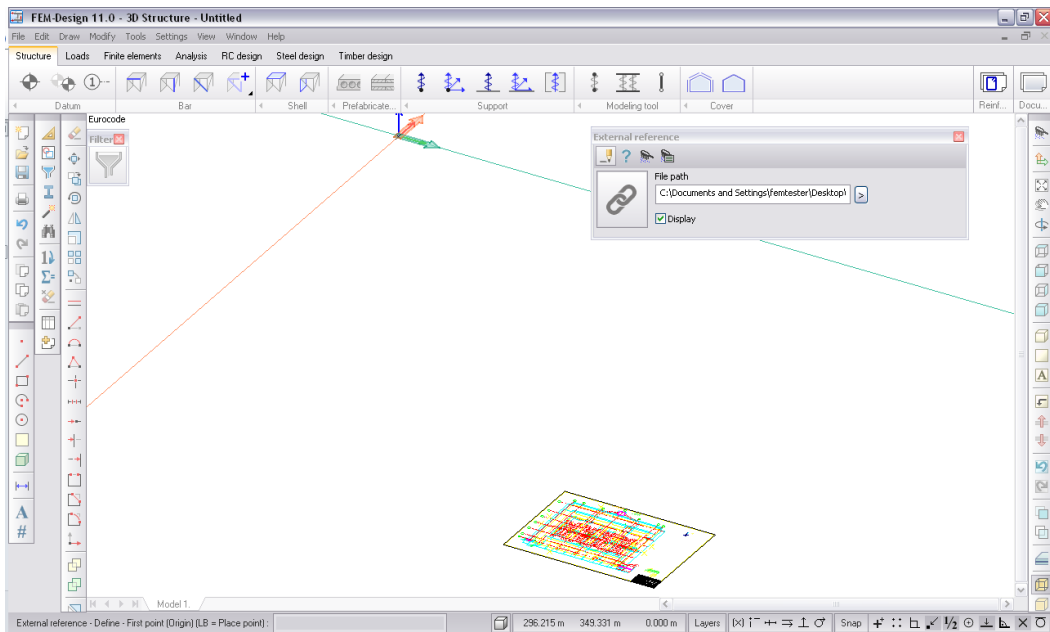 FEM-Design 11.0 - 3D Structure - Untitled
File Edit Draw Modify Tools Settings View Window Help
Structure Loads Finite elements Analysis RC design Steel design Timber design
Datum Bar Shell Prefabricate... Support Modeling tool Cover Reinf... Docu...
Eurocode
Filter
External reference
File path
C:\Documents and Settings\femtester\Desktop\
>
Display
Model 1.
External reference - Define - First point (Origin) (LB = Place point) :
296.215 m 349.331 m 0.000 m Layers Snap